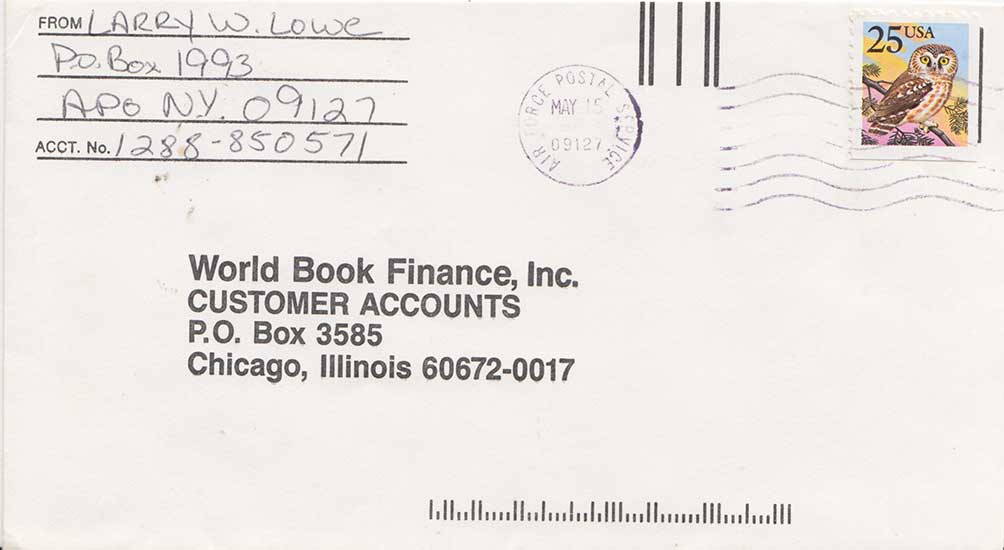 FROM LARRY W. LOWE
P.O. Box 1993
APO N.Y. 09127
ACCT. No. 1288-850571
AIR FORCE POSTAL SERVICE
MAY 15
09127
25 USA
World Book Finance, Inc.
CUSTOMER ACCOUNTS
P.O. Box 3585
Chicago, Illinois 60672-0017